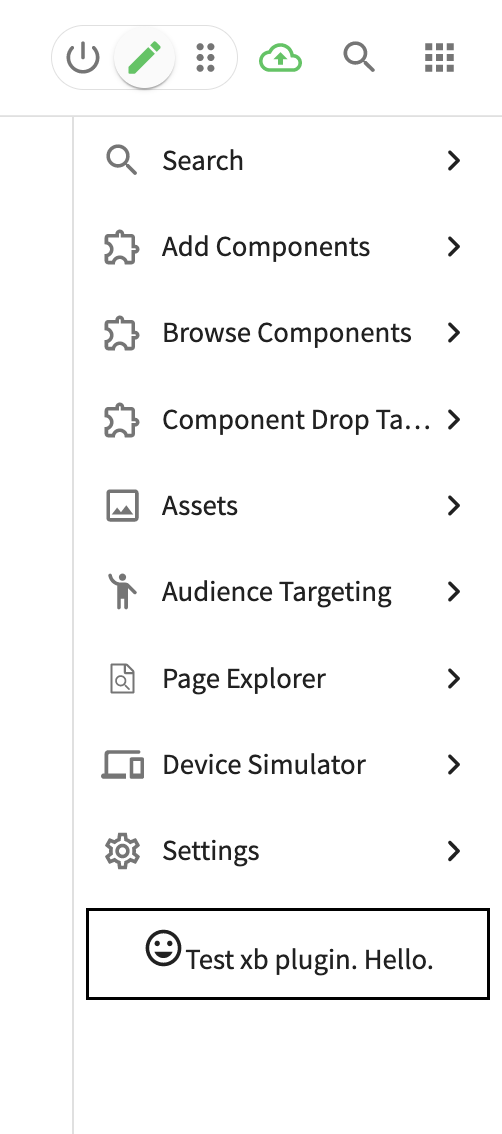 Search
Add Components
Browse Components
Component Drop Ta...
Assets
Audience Targeting
Page Explorer
Device Simulator
Settings
Test xb plugin. Hello.